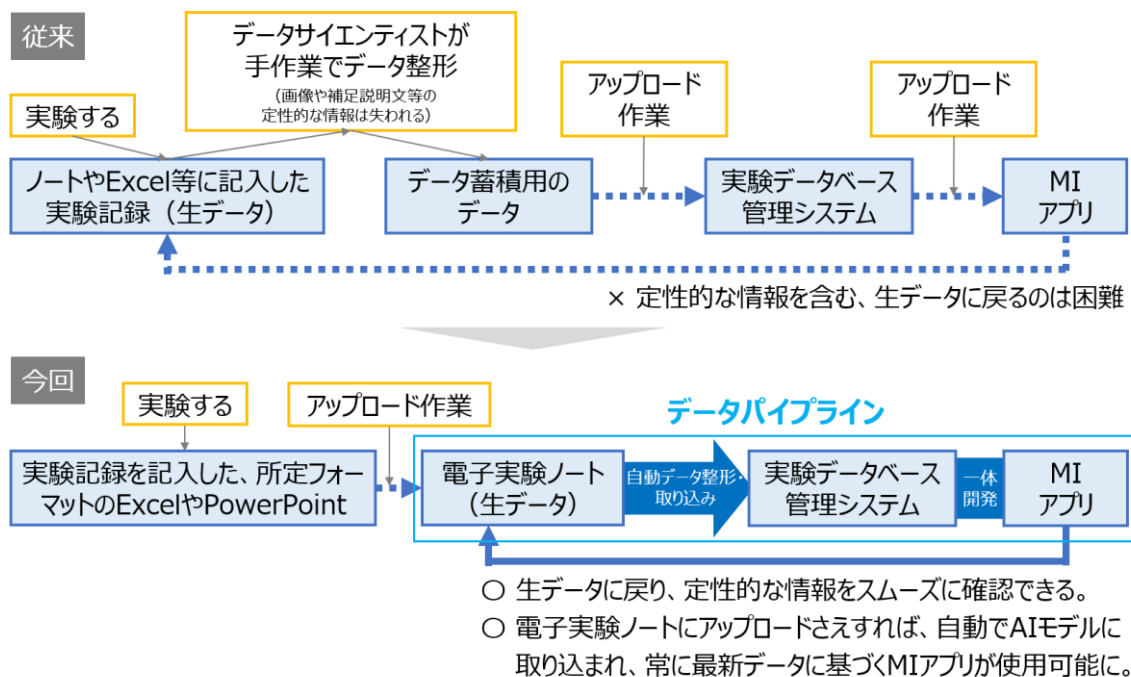 従来
データサイエンティストが
手作業でデータ整形
(画像や補足説明文等の
定性的な情報は失われる)
実験する
アップロード
作業
アップロード
作業
ノートやExcel等に記入した
実験記録（生データ）
データ蓄積用の
データ
実験データベース
管理システム
MI
アプリ
× 定性的な情報を含む、生データに戻るのは困難
今回
実験する
アップロード作業
データパイプライン
実験記録を記入した、所定フォー
マットのExcelやPowerPoint
電子実験ノート
（生データ）
自動データ整形・
取り込み
実験データベース
管理システム
一体
開発
MI
アプリ
〇 生データに戻り、定性的な情報をスムーズに確認できる。
〇 電子実験ノートにアップロードさえすれば、自動でAIモデルに
取り込まれ、常に最新データに基づくMIアプリが使用可能に。